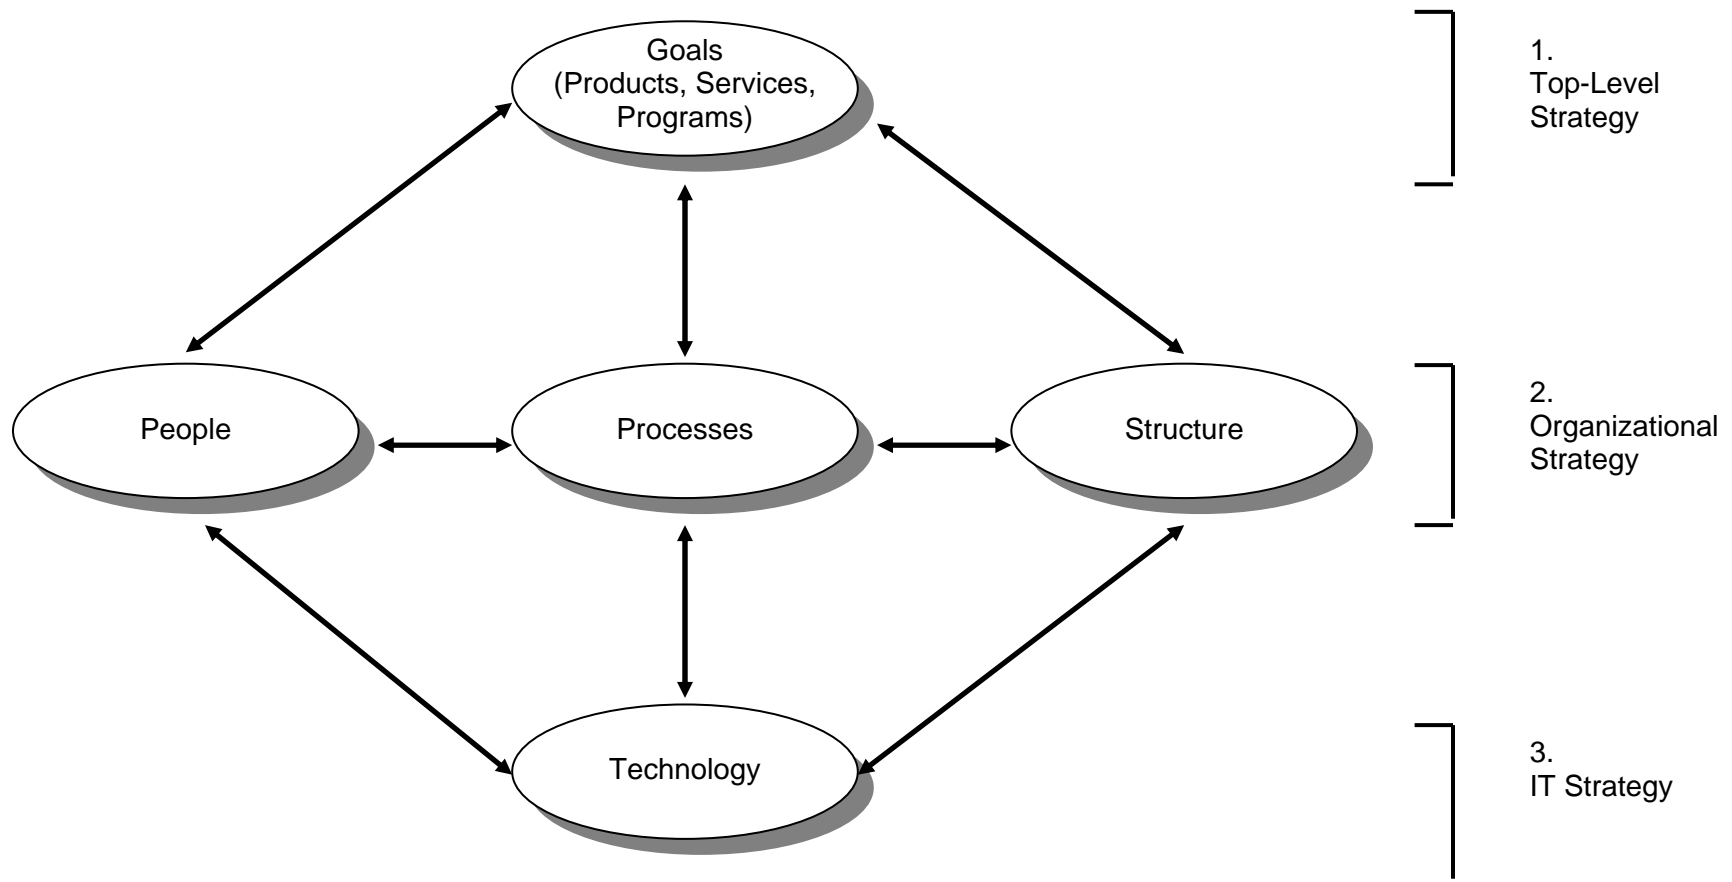 Goals
(Products, Services,
Programs)
1.
Top-Level
Strategy
People
Processes
Structure
2.
Organizational
Strategy
Technology
3.
IT Strategy